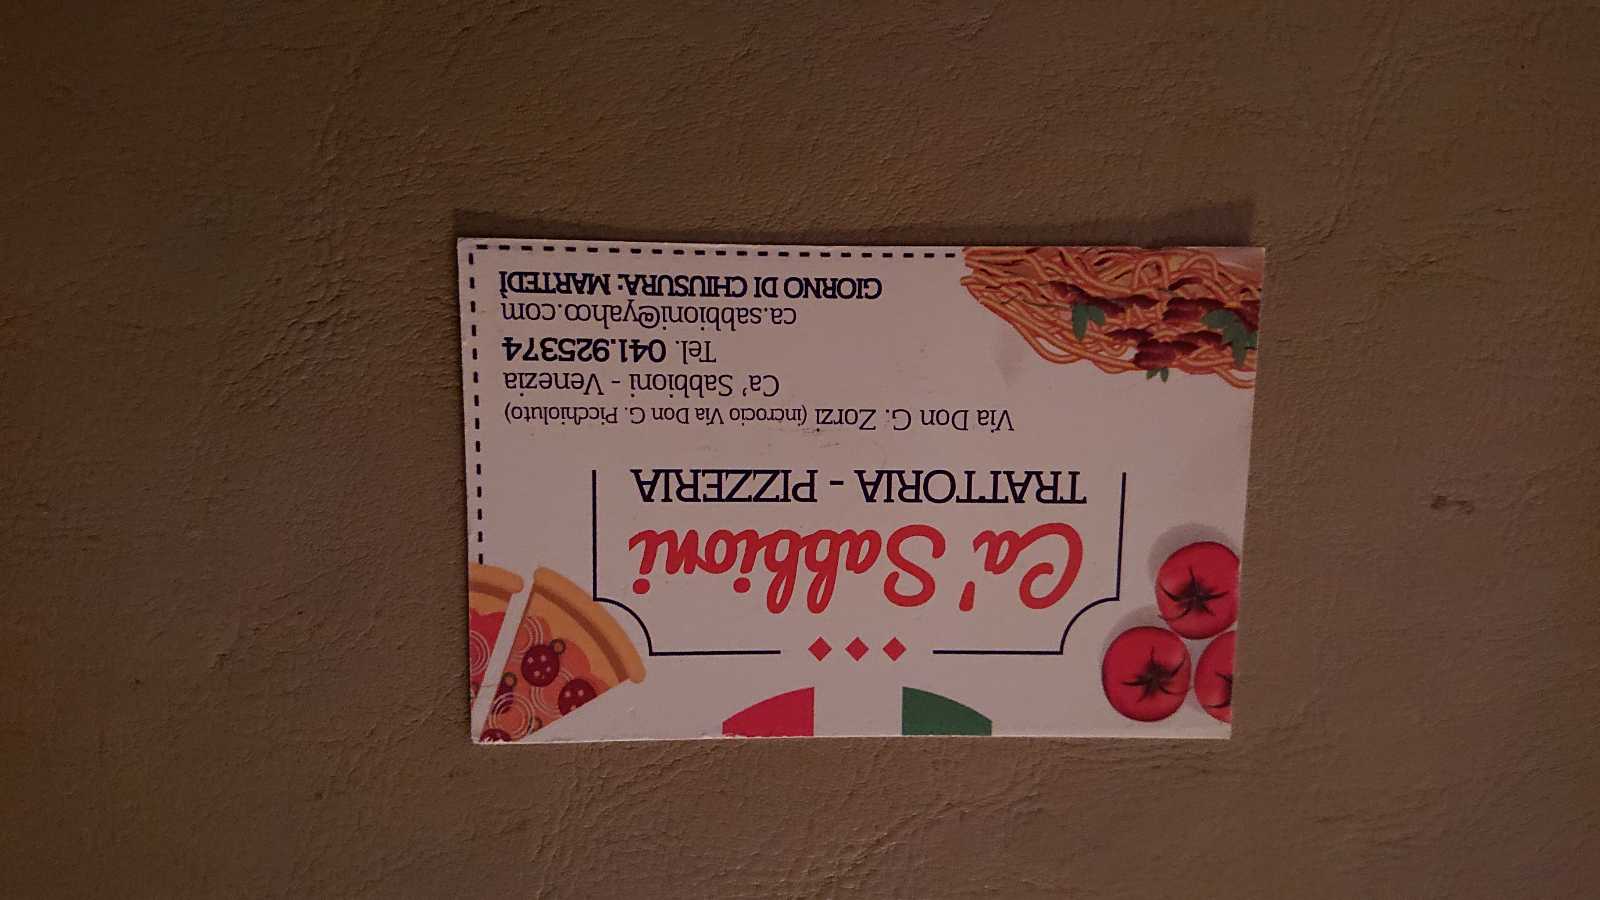 Ca' Sabbioni
TRATTORIA - PIZZERIA
Via Don G. Zorzi (incrocio Via Don G. Picchioluto)
Ca' Sabbioni - Venezia
Tel. 041.925374
ca.sabbioni@yahoo.com
GIORNO DI CHIUSURA: MARTEDÌ